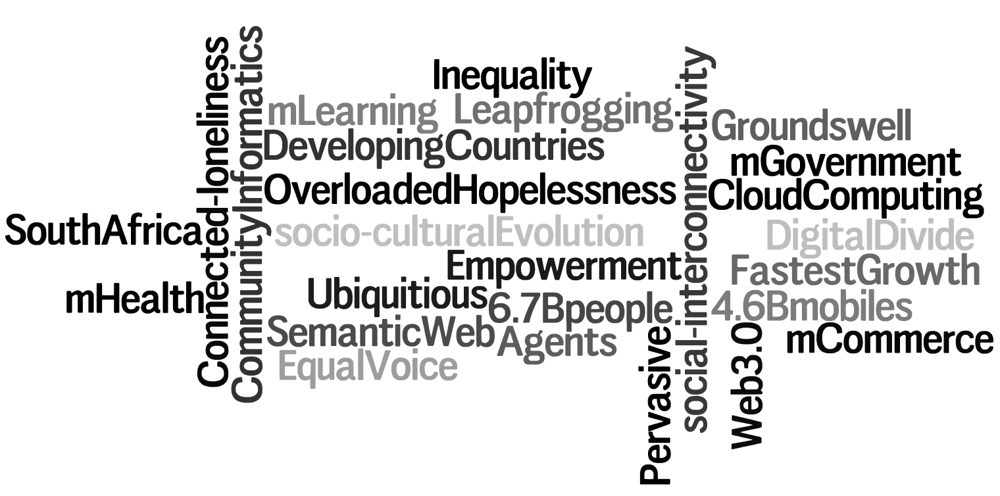 Connected-loneliness
CommunityInformatics
Inequality
mLearning
Leapfrogging
DevelopingCountries
OverloadedHopelessness
SouthAfrica
socio-culturalEvolution
Empowerment
mHealth
Ubiquitious
6.7Bpeople
SemanticWeb
Agents
EqualVoice
Pervasive
social-interconnectivity
Groundswell
mGovernment
CloudComputing
DigitalDivide
FastestGrowth
4.6Bmobiles
mCommerce
Web3.0